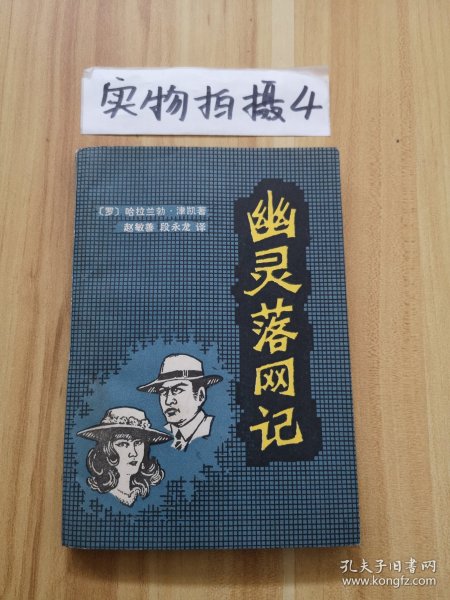 实物拍摄4
〔罗〕哈拉兰勃·津凯著
赵敏善 段永龙 译
幽灵落网记
孔夫子旧书网
www.kongfz.com